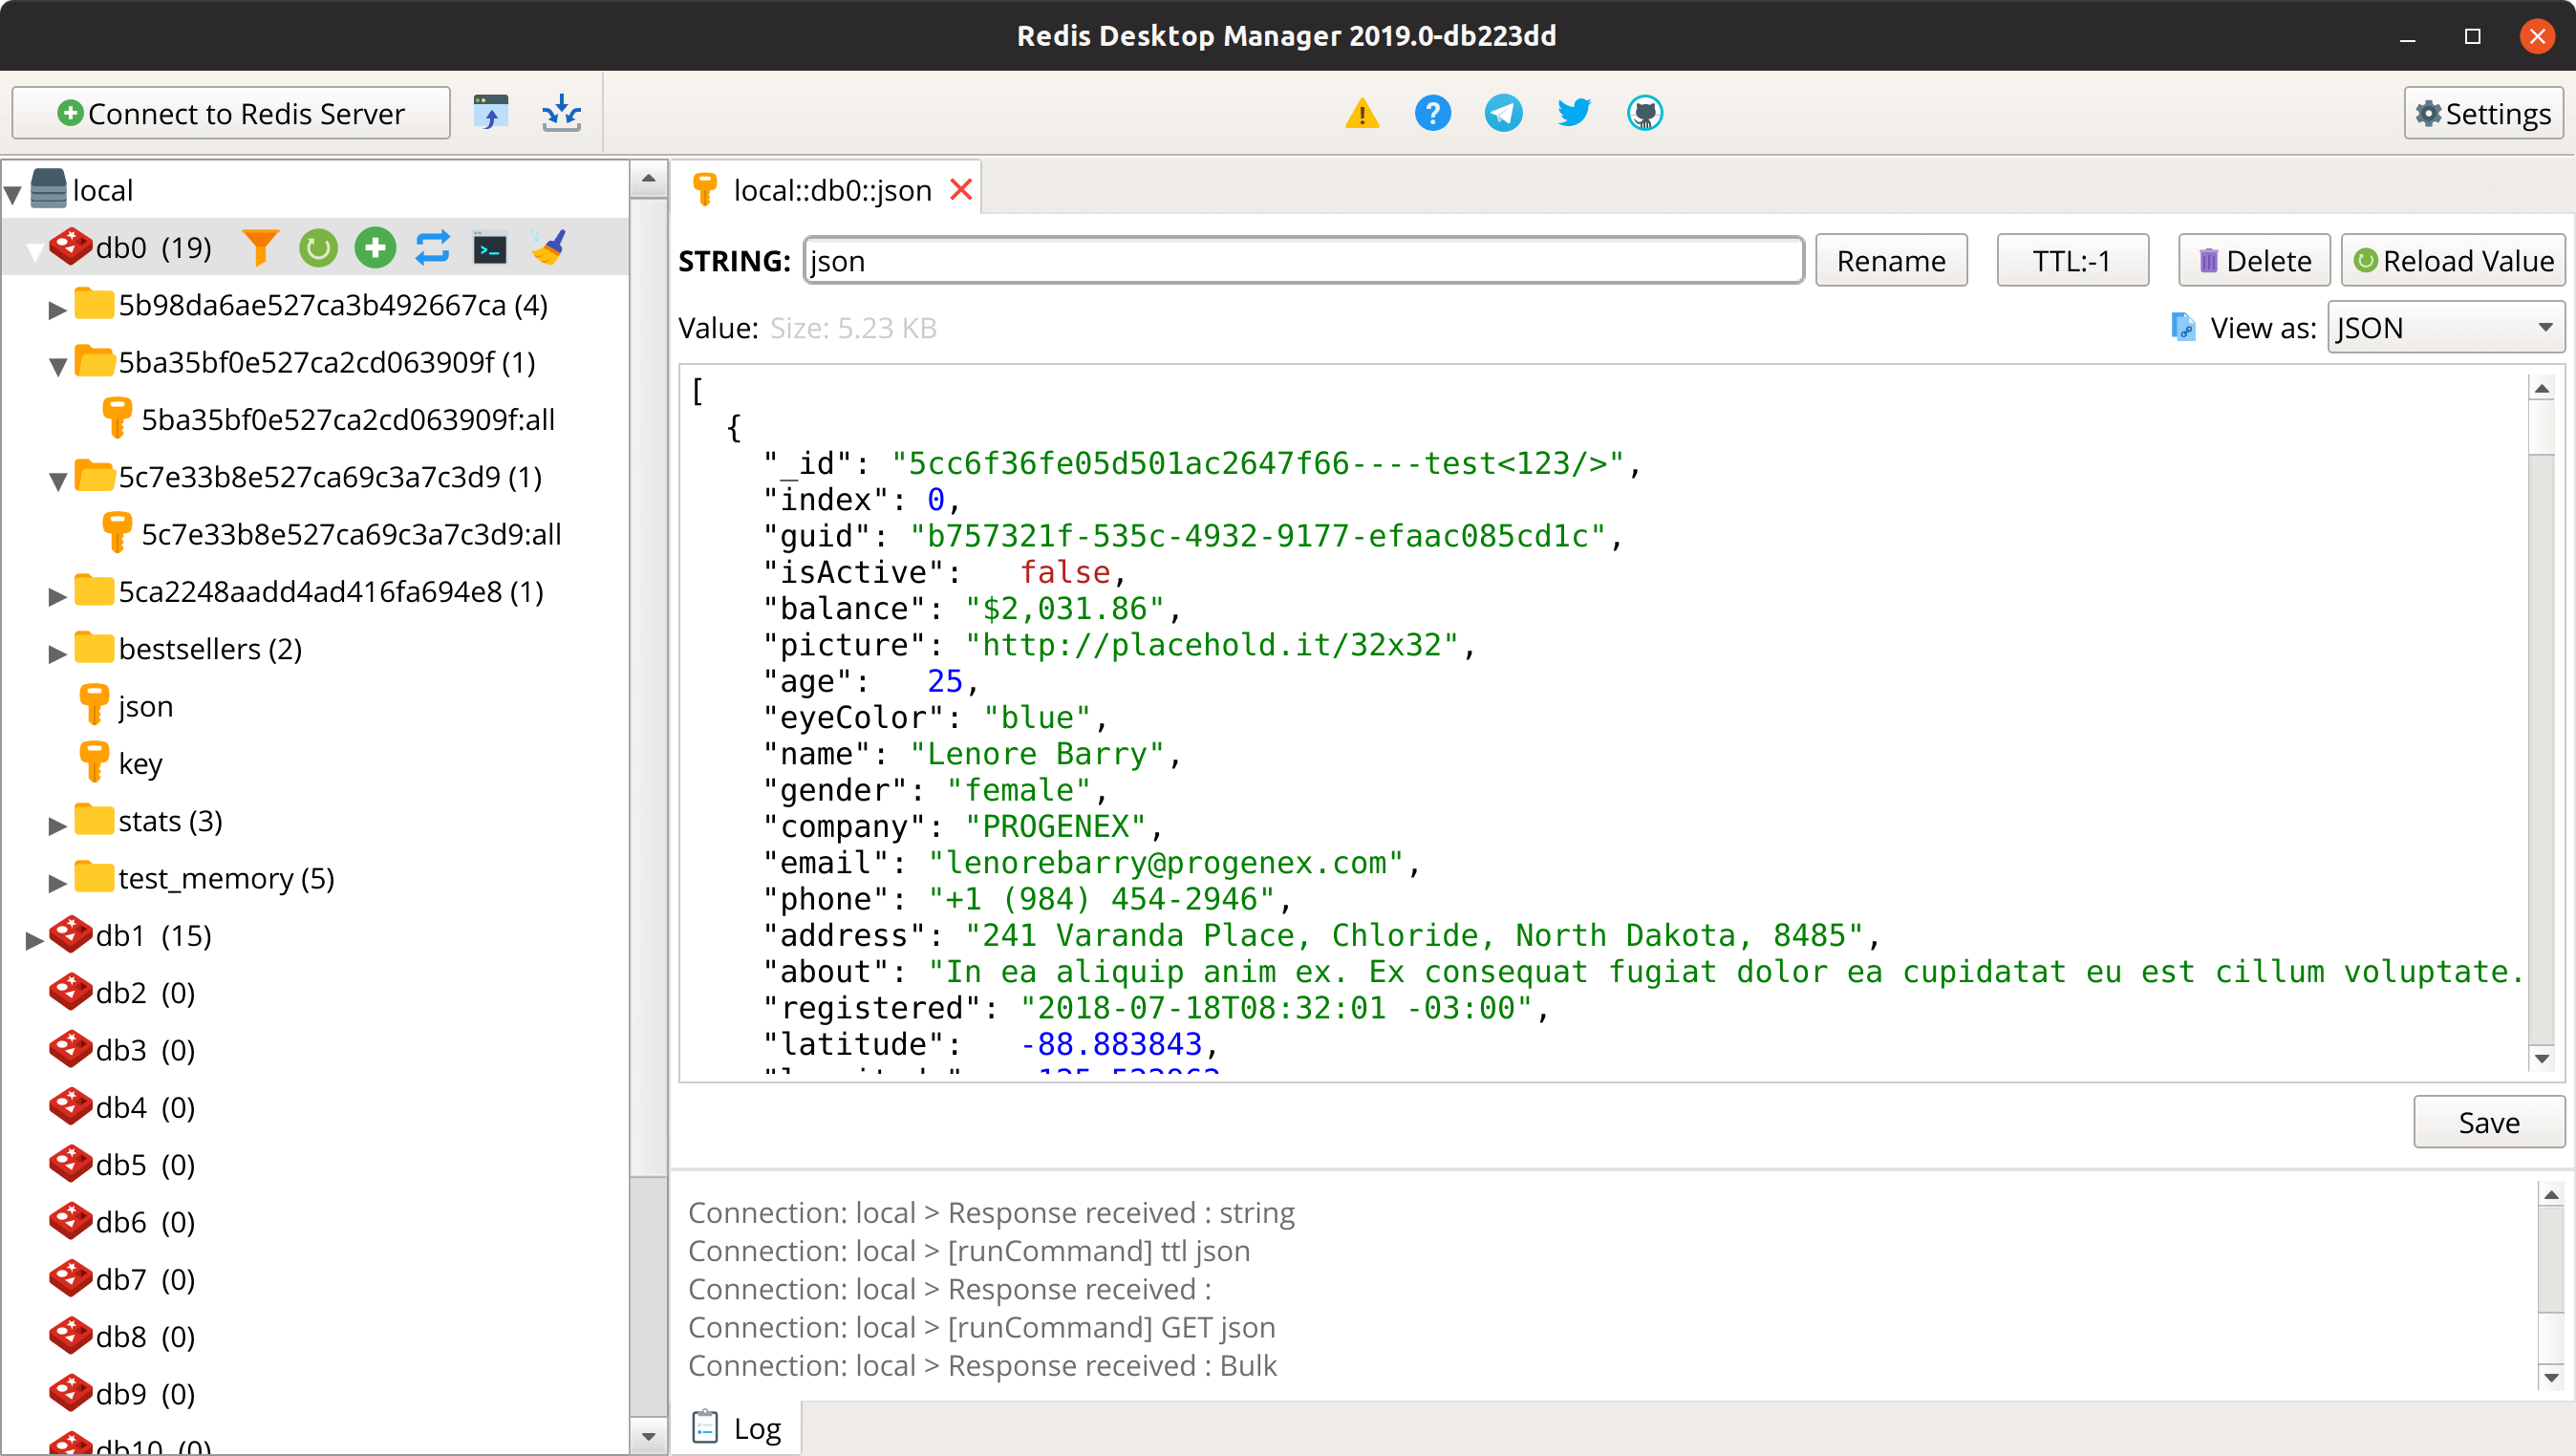 Redis Desktop Manager 2019.0-db223dd
Connect to Redis Server
Settings
local
db0 (19)
5b98da6ae527ca3b492667ca (4)
5ba35bf0e527ca2cd063909f (1)
5ba35bf0e527ca2cd063909f:all
5c7e33b8e527ca69c3a7c3d9 (1)
5c7e33b8e527ca69c3a7c3d9:all
5ca2248aadd4ad416fa694e8 (1)
bestsellers (2)
json
key
stats (3)
test_memory (5)
db1 (15)
db2 (0)
db3 (0)
db4 (0)
db5 (0)
db6 (0)
db7 (0)
db8 (0)
db9 (0)
db10 (0)
local::db0::json
STRING: json Rename TTL:-1 Delete Reload Value
Value: Size: 5.23 KB View as: JSON
[
{
"_id": "5cc6f36fe05d501ac2647f66----test<123/>",
"index": 0,
"guid": "b757321f-535c-4932-9177-efaac085cd1c",
"isActive": false,
"balance": "$2,031.86",
"picture": "http://placehold.it/32x32",
"age": 25,
"eyeColor": "blue",
"name": "Lenore Barry",
"gender": "female",
"company": "PROGENEX",
"email": "lenorebarry@progenex.com",
"phone": "+1 (984) 454-2946",
"address": "241 Varanda Place, Chloride, North Dakota, 8485",
"about": "In ea aliquip anim ex. Ex consequat fugiat dolor ea cupidatat eu est cillum voluptate.
"registered": "2018-07-18T08:32:01 -03:00",
"latitude": -88.883843,
Save
Connection: local > Response received : string
Connection: local > [runCommand] ttl json
Connection: local > Response received :
Connection: local > [runCommand] GET json
Connection: local > Response received : Bulk
Log